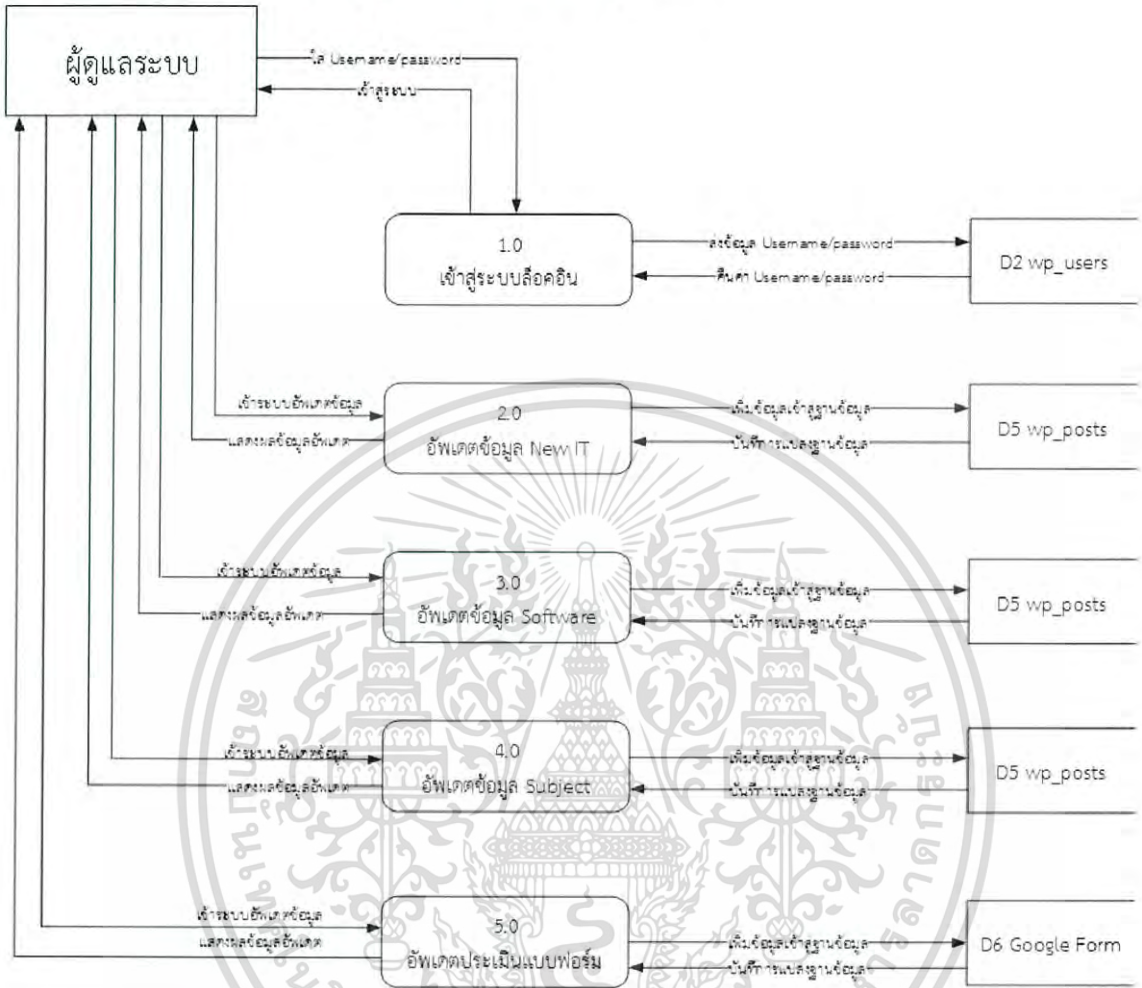 ผู้ดูแลระบบ
ใส่ Username/password
เข้าสู่ระบบ
1.0
เข้าสู่ระบบล็อคอิน
ส่งข้อมูล Username/password
คืนค่า Username/password
D2 wp_users
เข้าระบบอัพเดตข้อมูล
แสดงผลข้อมูลอัพเดต
2.0
อัพเดตข้อมูล New IT
เพิ่มข้อมูลเข้าสู่ฐานข้อมูล
บันทึการแปลงฐานข้อมูล
D5 wp_posts
เข้าระบบอัพเดตข้อมูล
แสดงผลข้อมูลอัพเดต
3.0
อัพเดตข้อมูล Software
เพิ่มข้อมูลเข้าสู่ฐานข้อมูล
บันทึการแปลงฐานข้อมูล
D5 wp_posts
เข้าระบบอัพเดตข้อมูล
แสดงผลข้อมูลอัพเดต
4.0
อัพเดตข้อมูล Subject
เพิ่มข้อมูลเข้าสู่ฐานข้อมูล
บันทึการแปลงฐานข้อมูล
D5 wp_posts
เข้าระบบอัพเดตข้อมูล
แสดงผลข้อมูลอัพเดต
5.0
อัพเดตประเมินแบบฟอร์ม
เพิ่มข้อมูลเข้าสู่ฐานข้อมูล
บันทึการแปลงฐานข้อมูล
D6 Google Form